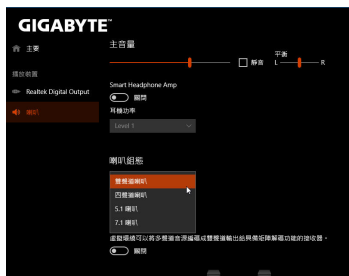 GIGABYTE™
主要
播放裝置
Realtek Digital Output
喇叭
主音量
靜音
平衡
L
R
Smart Headphone Amp
關閉
耳機功率
Level 1
喇叭組態
雙聲道喇叭
四聲道喇叭
5.1 喇叭
7.1 喇叭
虛擬環繞可以將多聲道音源編碼成雙聲道輸出給具備矩陣解碼功能的接收器。
關閉